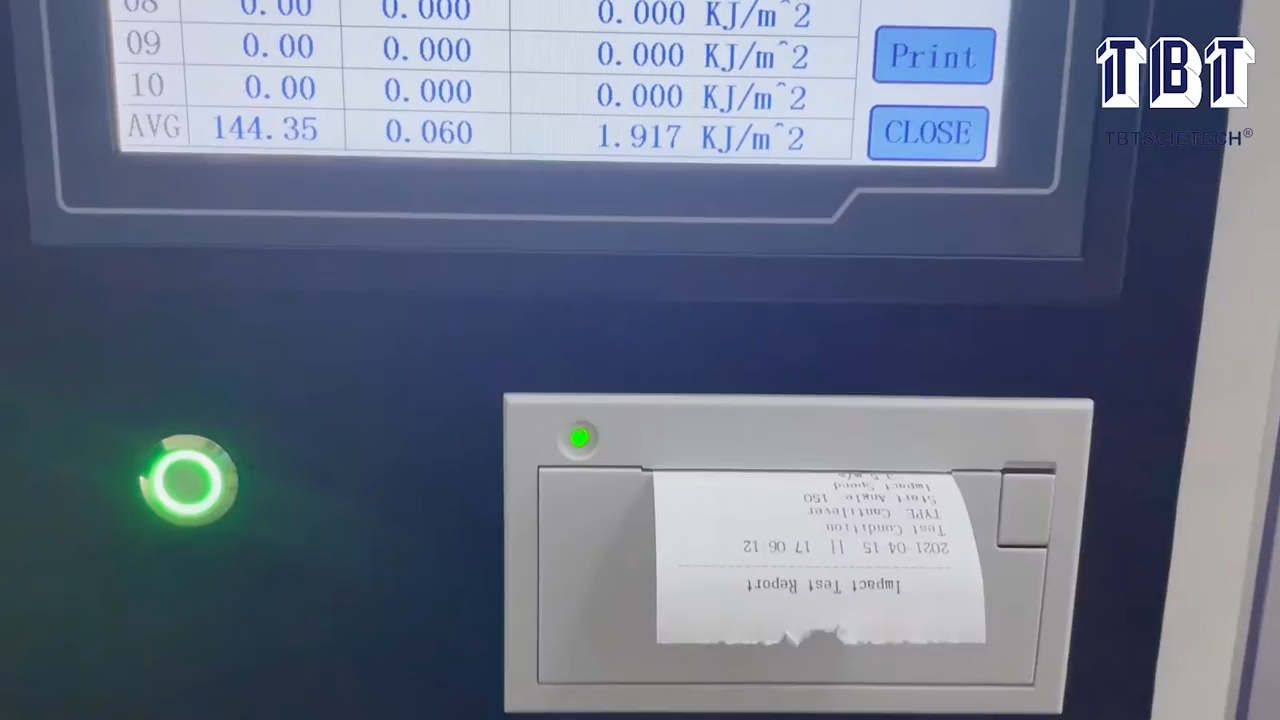 08 0.00 0.000 0.000 KJ/m^2
09 0.00 0.000 0.000 KJ/m^2
10 0.00 0.000 0.000 KJ/m^2
AVG 144.35 0.060 1.917 KJ/m^2
Print
CLOSE
TBT
TBTSCIETECH®
Impact Test Report
2021-04-15 || 17 06 12
Test Condition
TYPE Cantilever
Start Angle 150
Impact Speed
3.5 m/s